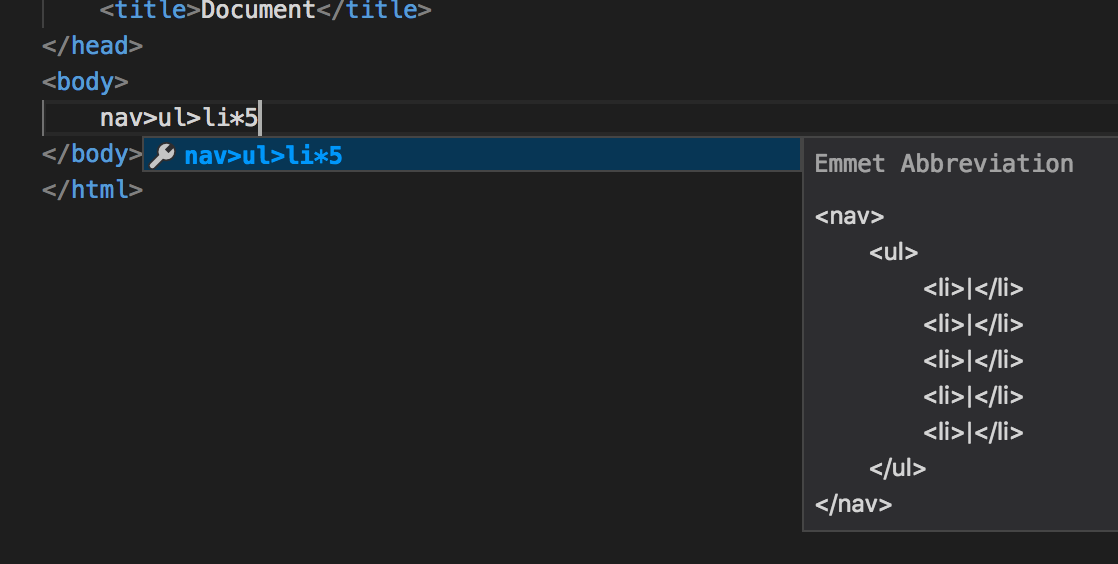 <title>Document</title>
</head>
<body>
nav>ul>li*5
</body>
nav>ul>li*5
</html>
Emmet Abbreviation
<nav>
<ul>
<li>|</li>
<li>|</li>
<li>|</li>
<li>|</li>
<li>|</li>
</ul>
</nav>